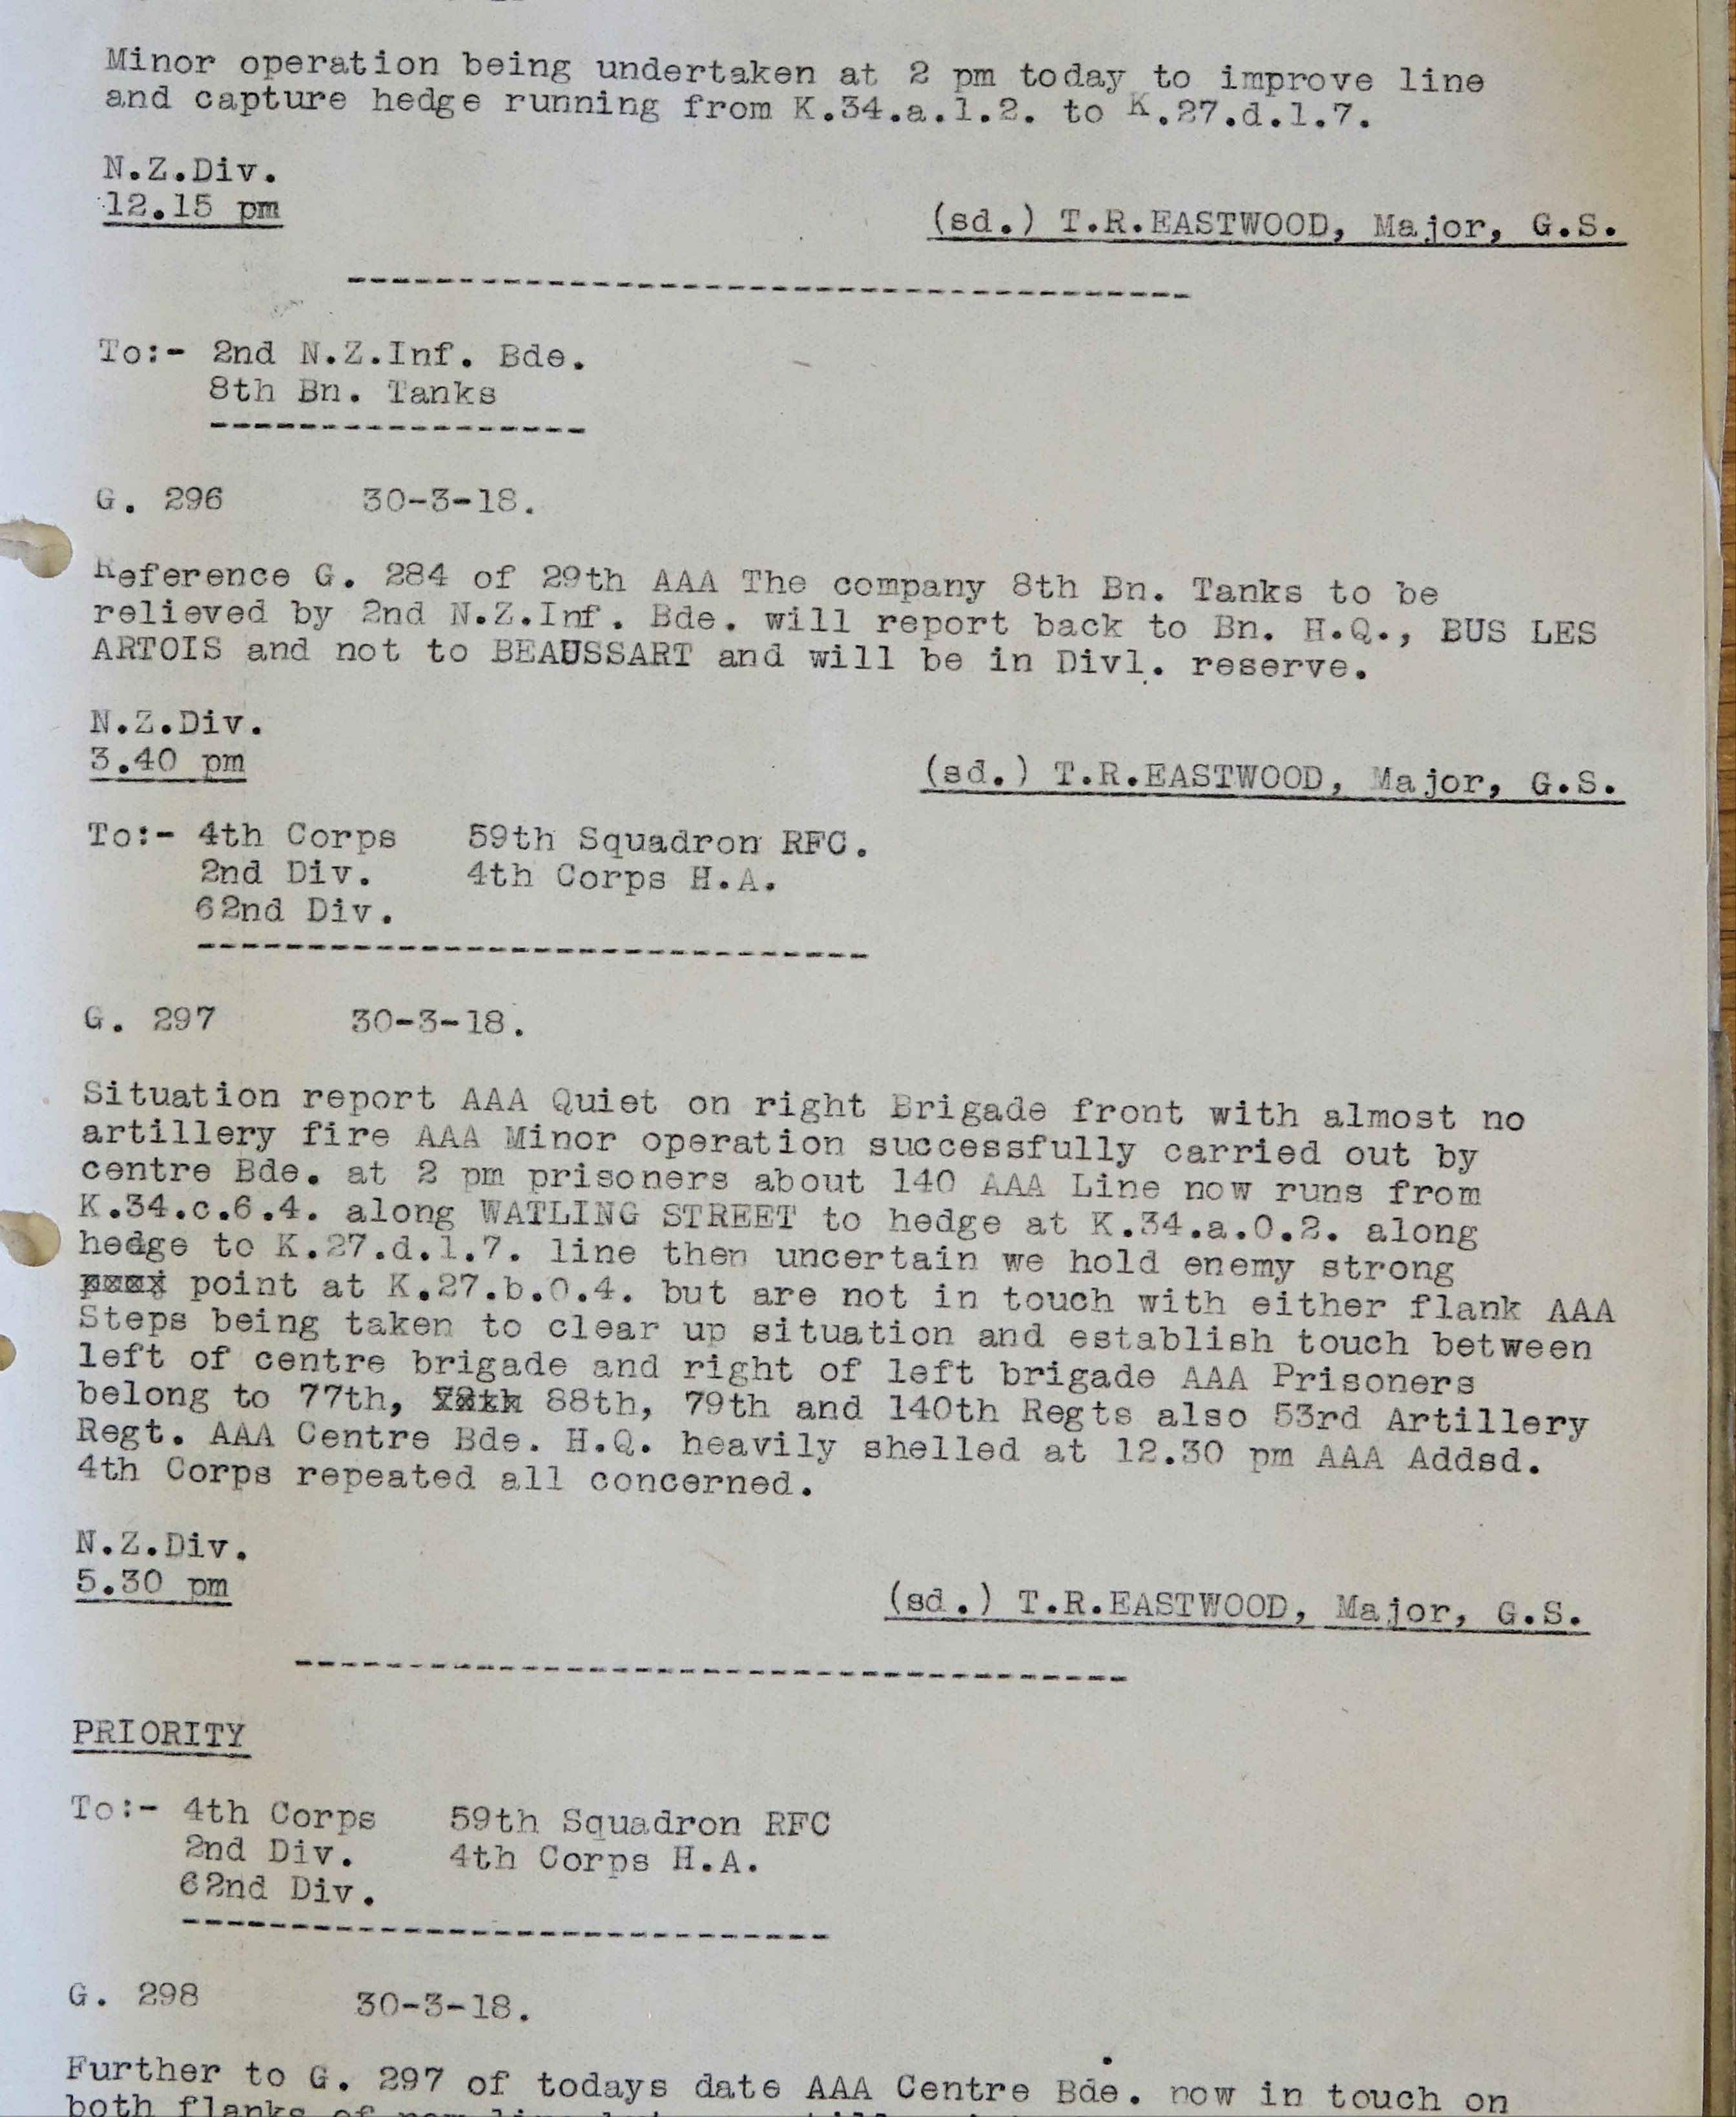 Minor operation being undertaken at 2 pm today to improve line
and capture hedge running from K.34.a.1.2. to K.27.d.1.7.
N.Z.Div.
12.15 pm
(sd.) T.R.EASTWOOD, Major, G.S.
--------------------------------------
To:- 2nd N.Z.Inf. Bde.
8th Bn. Tanks
-----------------
G. 296 30-3-18.
Reference G. 284 of 29th AAA The company 8th Bn. Tanks to be
relieved by 2nd N.Z.Inf. Bde. will report back to Bn. H.Q., BUS LES
ARTOIS and not to BEAUSSART and will be in Divl. reserve.
N.Z.Div.
3.40 pm
(sd.) T.R.EASTWOOD, Major, G.S.
To:- 4th Corps 59th Squadron RFC.
2nd Div. 4th Corps H.A.
62nd Div.
------------------------------
G. 297 30-3-18.
Situation report AAA Quiet on right Brigade front with almost no
artillery fire AAA Minor operation successfully carried out by
centre Bde. at 2 pm prisoners about 140 AAA Line now runs from
K.34.c.6.4. along WATLING STREET to hedge at K.34.a.0.2. along
hedge to K.27.d.1.7. line then uncertain we hold enemy strong
point at K.27.b.0.4. but are not in touch with either flank AAA
Steps being taken to clear up situation and establish touch between
left of centre brigade and right of left brigade AAA Prisoners
belong to 77th, 88th, 79th and 140th Regts also 53rd Artillery
Regt. AAA Centre Bde. H.Q. heavily shelled at 12.30 pm AAA Addsd.
4th Corps repeated all concerned.
N.Z.Div.
5.30 pm
(sd.) T.R.EASTWOOD, Major, G.S.
--------------------------------------
PRIORITY
To:- 4th Corps 59th Squadron RFC
2nd Div. 4th Corps H.A.
62nd Div.
-----------------------------
G. 298 30-3-18.
Further to G. 297 of todays date AAA Centre Bde. now in touch on
both flanks of